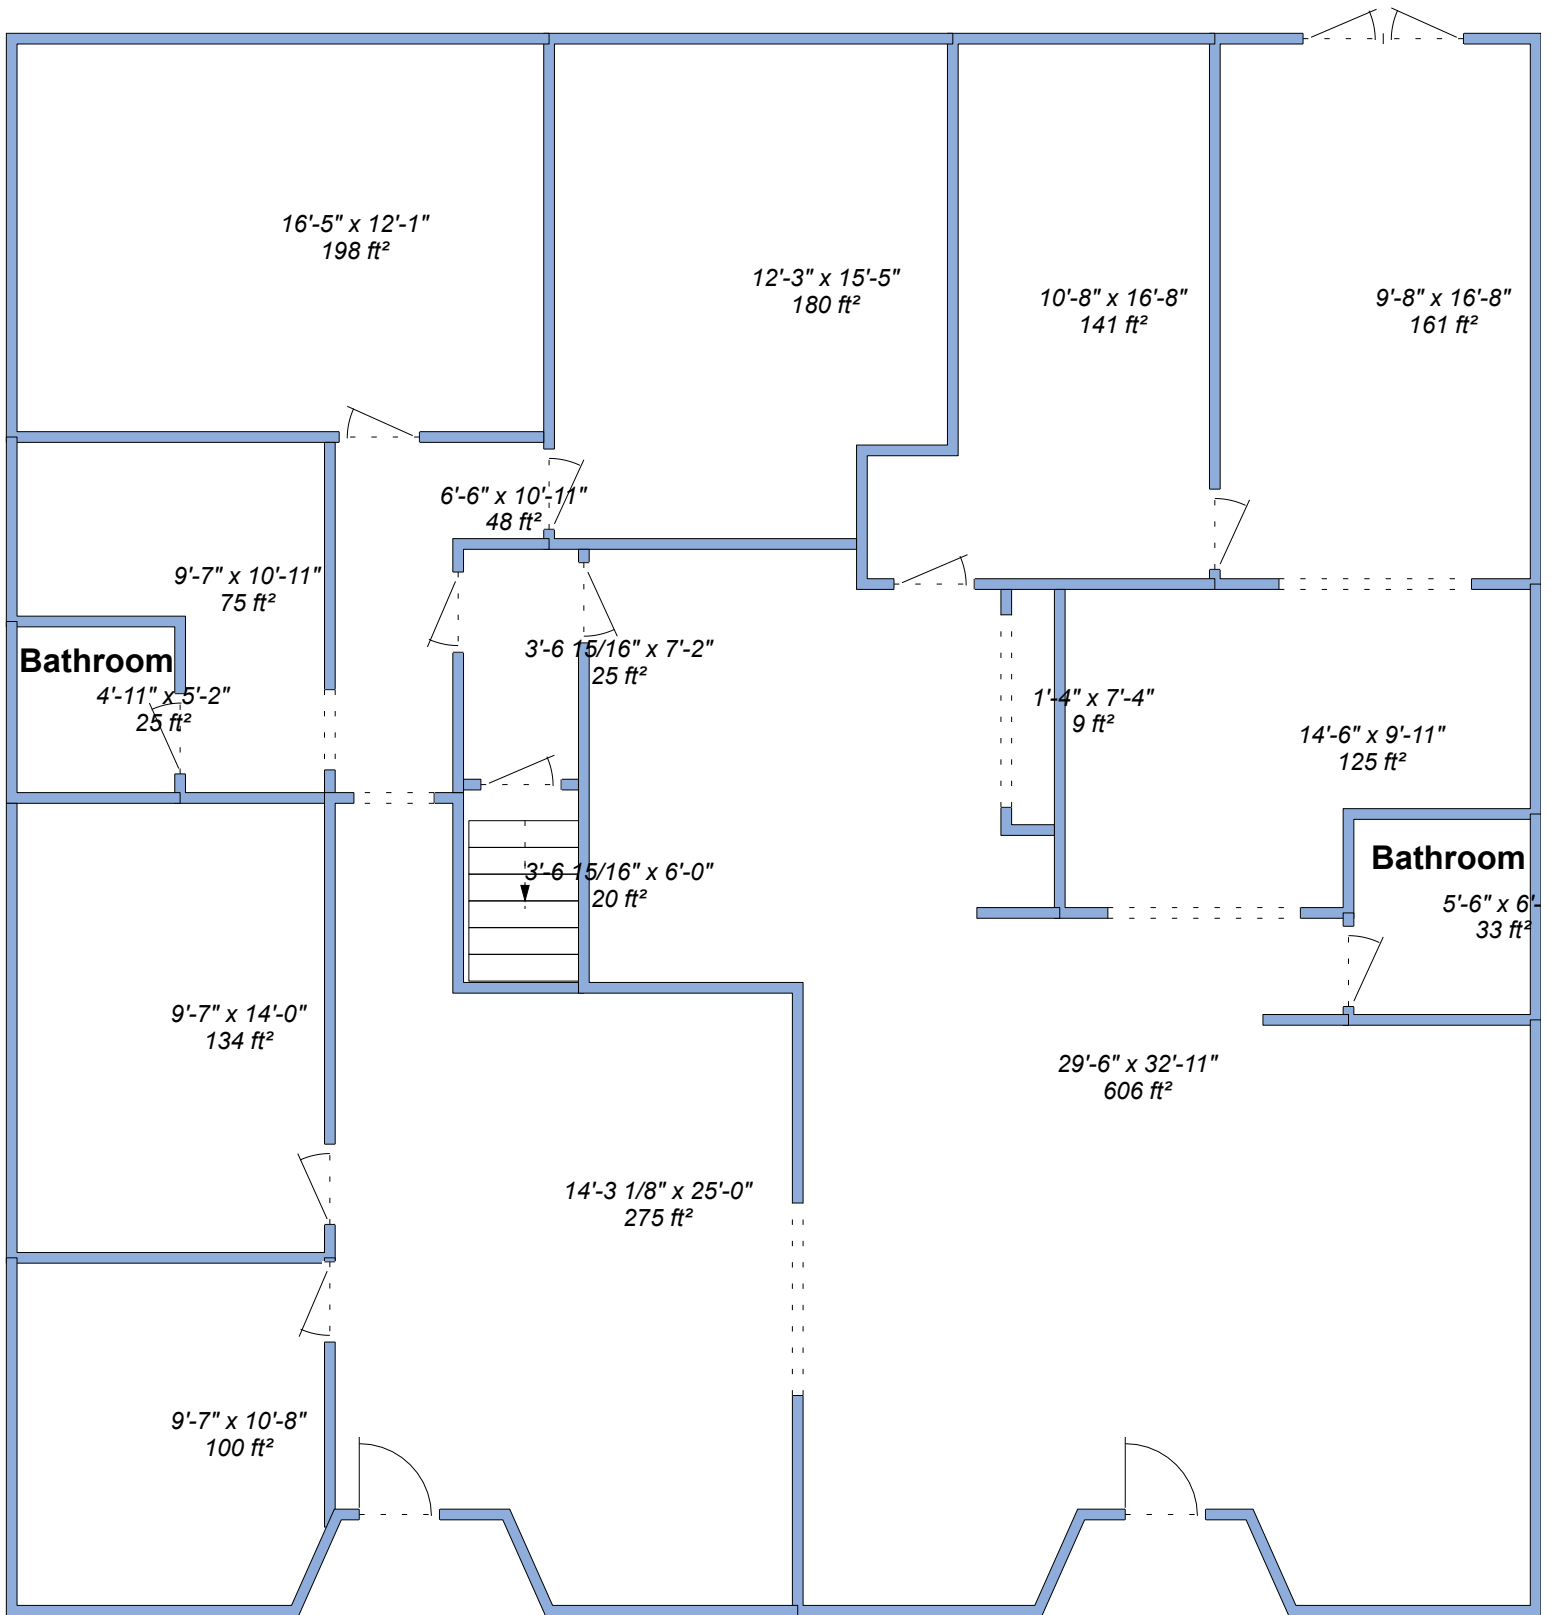 16'-5" x 12'-1"
198 ft²
12'-3" x 15'-5"
180 ft²
10'-8" x 16'-8"
141 ft²
9'-8" x 16'-8"
161 ft²
6'-6" x 10'-11"
48 ft²
9'-7" x 10'-11"
75 ft²
Bathroom
4'-11" x 5'-2"
25 ft²
3'-6 15/16" x 7'-2"
25 ft²
1'-4" x 7'-4"
9 ft²
14'-6" x 9'-11"
125 ft²
3'-6 15/16" x 6'-0"
20 ft²
Bathroom
5'-6" x 6'-
33 ft²
9'-7" x 14'-0"
134 ft²
29'-6" x 32'-11"
606 ft²
14'-3 1/8" x 25'-0"
275 ft²
9'-7" x 10'-8"
100 ft²